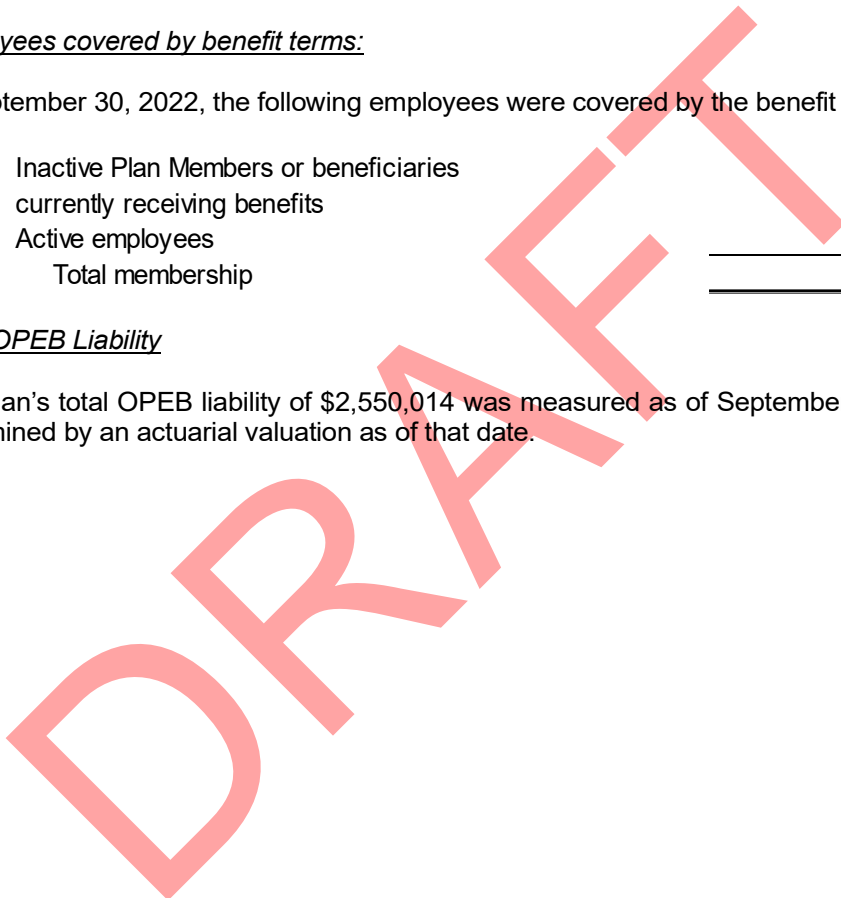 yees covered by benefit terms:
ptember 30, 2022, the following employees were covered by the benefit
Inactive Plan Members or beneficiaries
currently receiving benefits
Active employees
Total membership
OPEB Liability
an's total OPEB liability of $2,550,014 was measured as of Septembe
mined by an actuarial valuation as of that date.
DRAFT